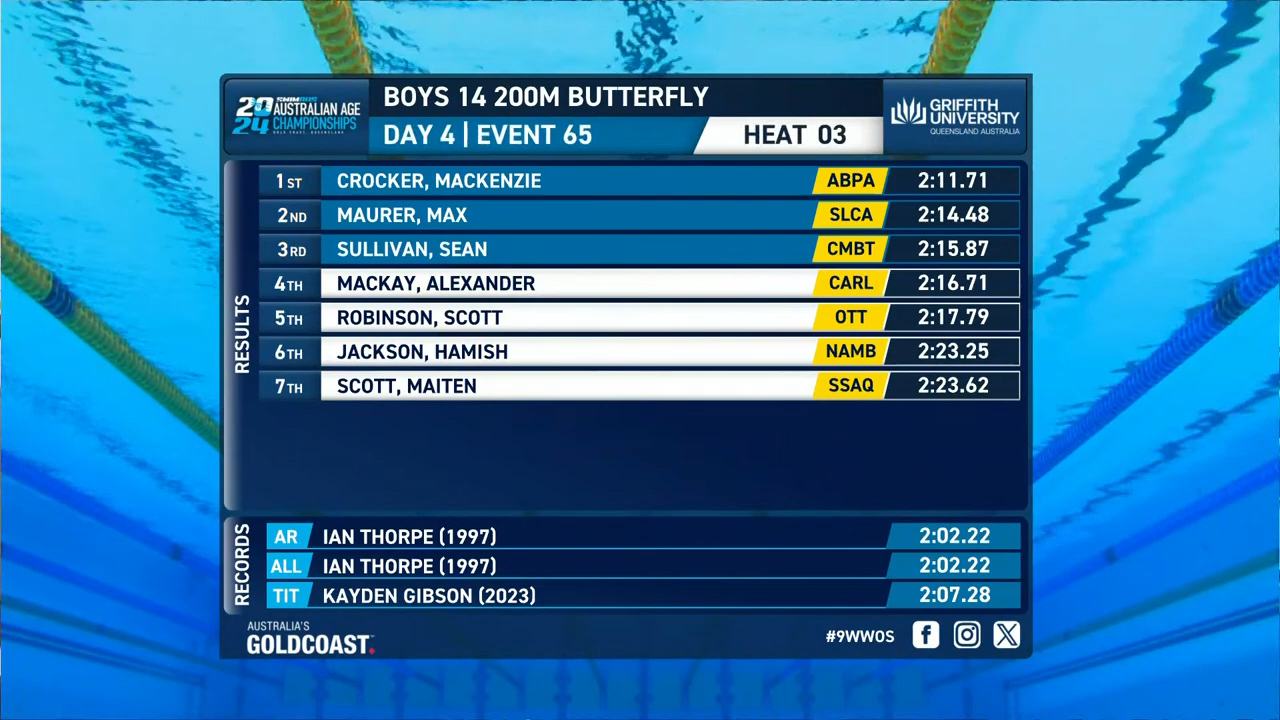 2024 AUSTRALIAN AGE
CHAMPIONSHIPS
GOLD COAST, QUEENSLAND
BOYS 14 200M BUTTERFLY
DAY 4 | EVENT 65
HEAT 03
GRIFFITH
UNIVERSITY
QUEENSLAND AUSTRALIA
RESULTS
1ST CROCKER, MACKENZIE ABPA 2:11.71
2ND MAURER, MAX SLCA 2:14.48
3RD SULLIVAN, SEAN CMBT 2:15.87
4TH MACKAY, ALEXANDER CARL 2:16.71
5TH ROBINSON, SCOTT OTT 2:17.79
6TH JACKSON, HAMISH NAMB 2:23.25
7TH SCOTT, MAITEN SSAQ 2:23.62
RECORDS
AR IAN THORPE (1997) 2:02.22
ALL IAN THORPE (1997) 2:02.22
TIT KAYDEN GIBSON (2023) 2:07.28
AUSTRALIA'S
GOLDCOAST.
#9WWOS